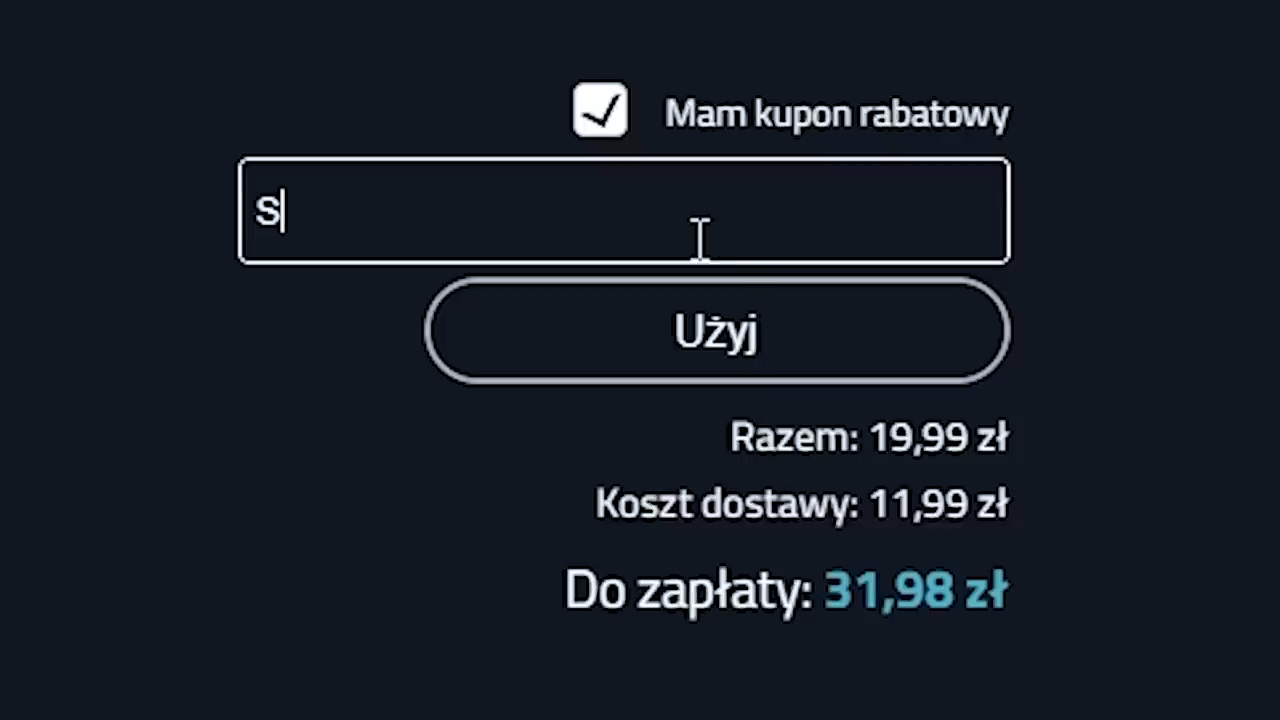 Mam kupon rabatowy
S
Użyj
Razem: 19,99 zł
Koszt dostawy: 11,99 zł
Do zapłaty: 31,98 zł